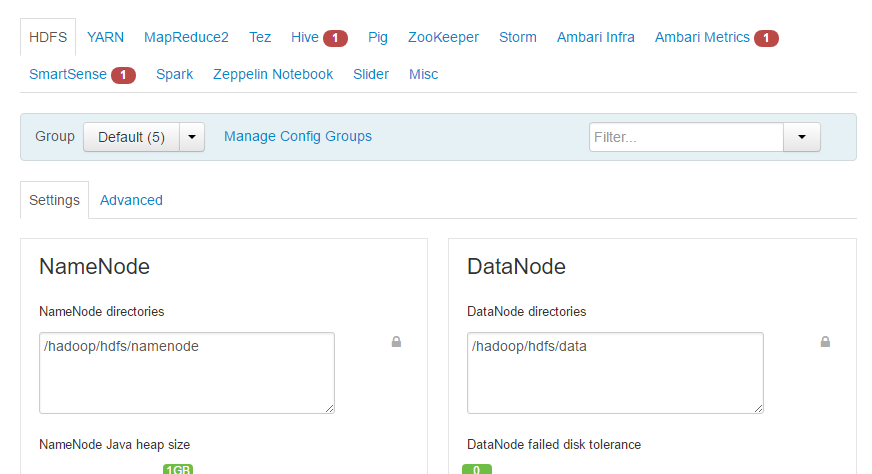 HDFS YARN MapReduce2 Tez Hive 1 Pig ZooKeeper Storm Ambari Infra Ambari Metrics 1
SmartSense 1 Spark Zeppelin Notebook Slider Misc
Group Default (5) Manage Config Groups Filter...
Settings Advanced
NameNode DataNode
NameNode directories DataNode directories
/hadoop/hdfs/namenode /hadoop/hdfs/data
NameNode Java heap size DataNode failed disk tolerance
1GB 0